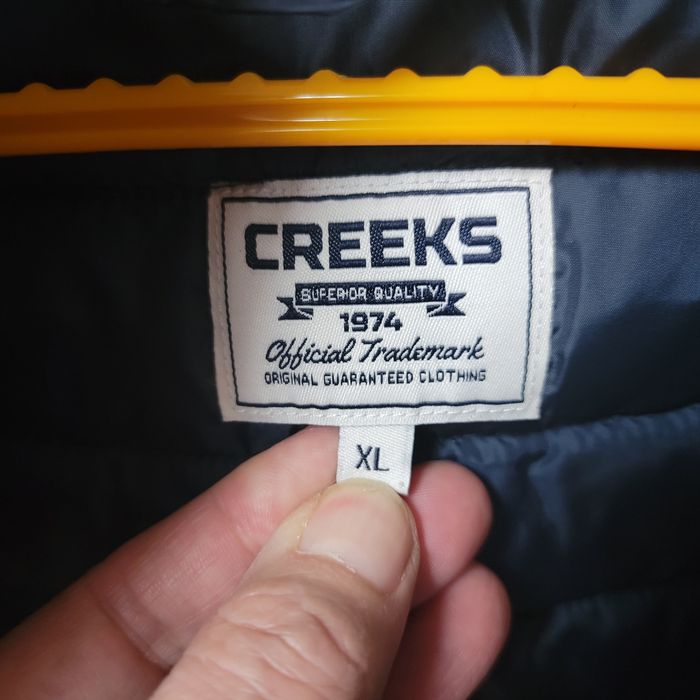 CREEKS
SUPERIOR QUALITY
1974
Official Trademark
ORIGINAL GUARANTEED CLOTHING
XL